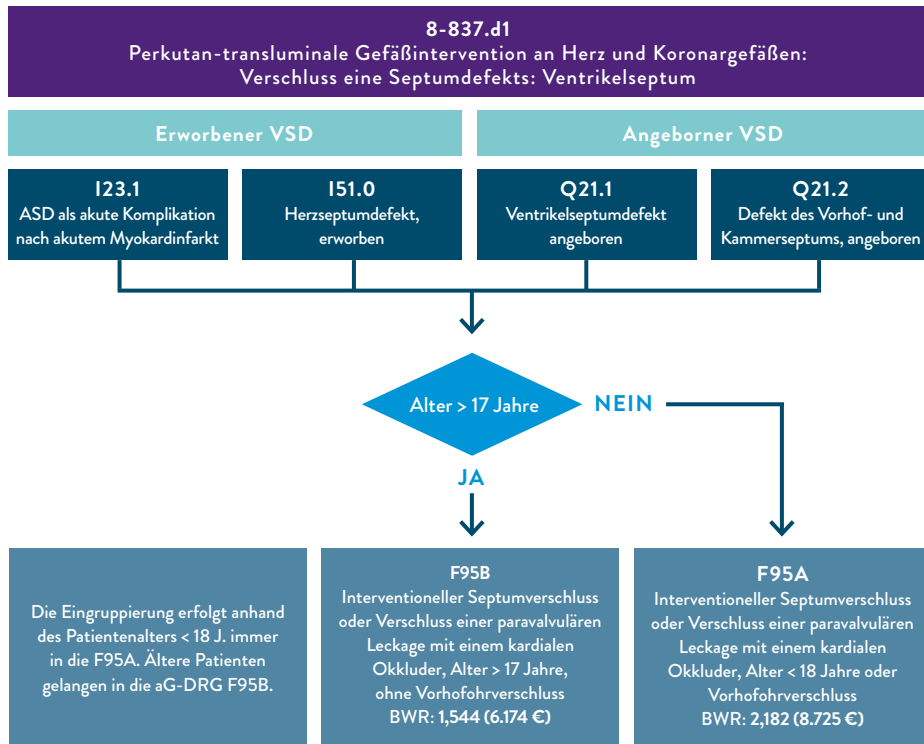 8-837.d1
Perkutan-transluminale Gefäßintervention an Herz und Koronargefäßen:
Verschluss eine Septumdefekts: Ventrikelseptum
Erworbener VSD
Angeborner VSD
I23.1
ASD als akute Komplikation
nach akutem Myokardinfarkt
I51.0
Herzseptumdefekt,
erworben
Q21.1
Ventrikelseptumdefekt
angeboren
Q21.2
Defekt des Vorhof- und
Kammerseptums, angeboren
Alter > 17 Jahre
NEIN
JA
Die Eingruppierung erfolgt anhand
des Patientenalters < 18 J. immer
in die F95A. Ältere Patienten
gelangen in die aG-DRG F95B.
F95B
Interventioneller Septumverschluss
oder Verschluss einer paravalvulären
Leckage mit einem kardialen
Okkluder, Alter > 17 Jahre,
ohne Vorhofohrverschluss
BWR: 1,544 (6.174 €)
F95A
Interventioneller Septumverschluss
oder Verschluss einer paravalvulären
Leckage mit einem kardialen
Okkluder, Alter < 18 Jahre oder
Vorhofohrverschluss
BWR: 2,182 (8.725 €)